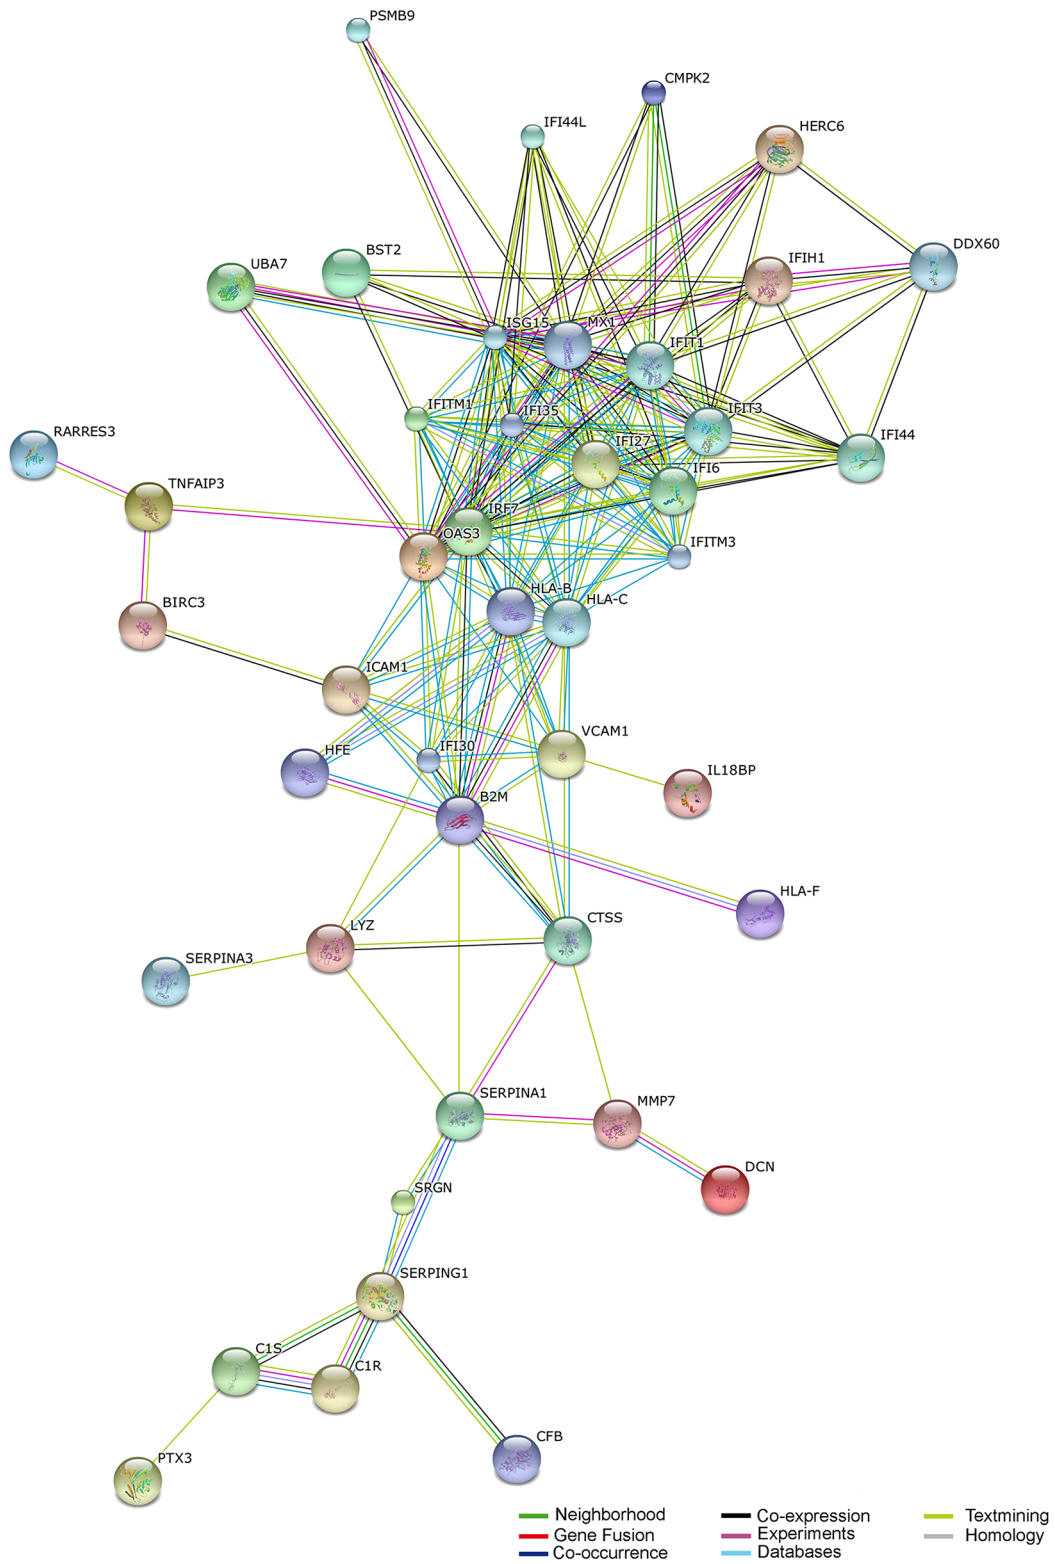 PSMB9
CMPK2
IFI44L
HERC6
DDX60
BST2
IFIH1
UBA7
ISG15
MX1
IFIT1
IFITM1
IFI35
IFIT3
IFI27
IFI44
RARRES3
IFI6
TNFAIP3
IRF7
OAS3
IFITM3
HLA-B
HLA-C
BIRC3
ICAM1
VCAM1
HFE
IFI30
IL18BP
B2M
HLA-F
CTSS
LYZ
SERPINA3
SERPINA1
MMP7
DCN
SRGN
SERPING1
C1S
C1R
CFB
PTX3
Neighborhood Co-expression Textmining
Gene Fusion Experiments Homology
Co-occurrence Databases